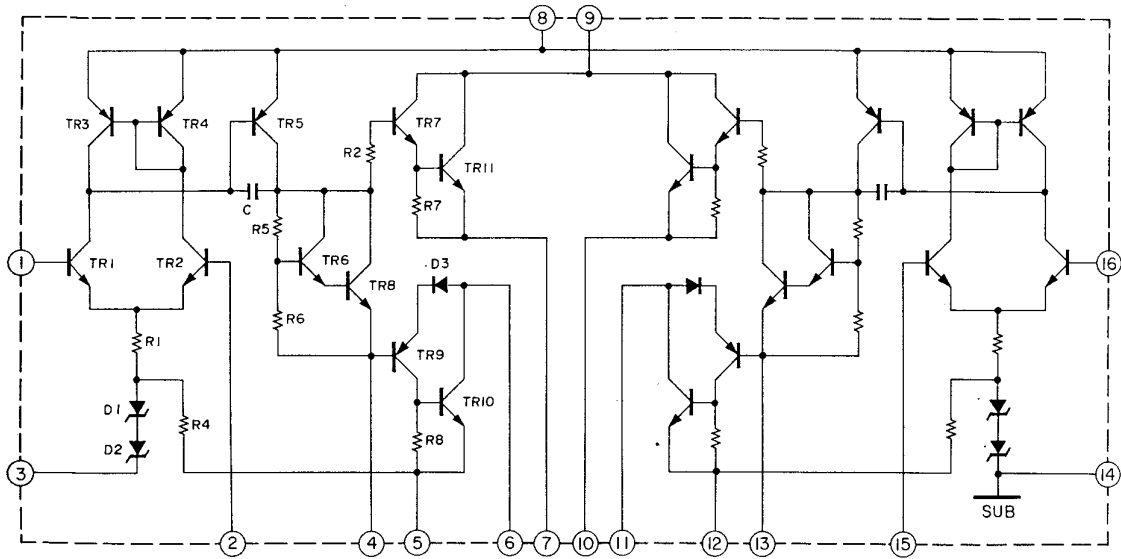 8 9
TR3 TR4 TR5 TR7
R2
TR11
C R7
R5
1 TR1 TR2 TR6 D3 16
TR8
R6
R1 TR9
D1 TR10
R4
D2 R8
3 14
SUB
2 4 5 6 7 10 11 12 13 15